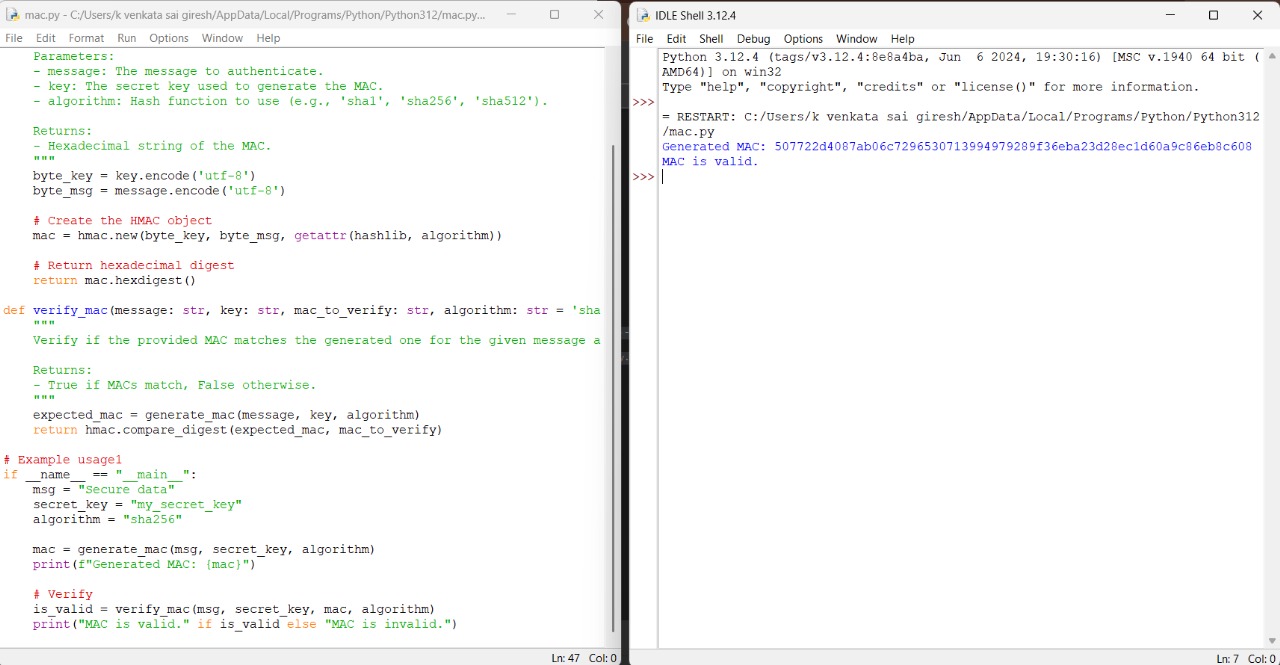 mac.py - C:/Users/k venkata sai giresh/AppData/Local/Programs/Python/Python312/mac.py...
File Edit Format Run Options Window Help
Parameters:
- message: The message to authenticate.
- key: The secret key used to generate the MAC.
- algorithm: Hash function to use (e.g., 'sha1', 'sha256', 'sha512').
Returns:
- Hexadecimal string of the MAC.
"""
byte_key = key.encode('utf-8')
byte_msg = message.encode('utf-8')
# Create the HMAC object
mac = hmac.new(byte_key, byte_msg, getattr(hashlib, algorithm))
# Return hexadecimal digest
return mac.hexdigest()
def verify_mac(message: str, key: str, mac_to_verify: str, algorithm: str = 'sha
"""
Verify if the provided MAC matches the generated one for the given message a
Returns:
- True if MACs match, False otherwise.
"""
expected_mac = generate_mac(message, key, algorithm)
return hmac.compare_digest(expected_mac, mac_to_verify)
# Example usage1
if __name__ == "__main__":
msg = "Secure data"
secret_key = "my_secret_key"
algorithm = "sha256"
mac = generate_mac(msg, secret_key, algorithm)
print(f"Generated MAC: {mac}")
# Verify
is_valid = verify_mac(msg, secret_key, mac, algorithm)
print("MAC is valid." if is_valid else "MAC is invalid.")
Ln: 47 Col: 0
IDLE Shell 3.12.4
File Edit Shell Debug Options Window Help
Python 3.12.4 (tags/v3.12.4:8e8a4ba, Jun  6 2024, 19:30:16) [MSC v.1940 64 bit (
AMD64)] on win32
Type "help", "copyright", "credits" or "license()" for more information.
>>>
= RESTART: C:/Users/k venkata sai giresh/AppData/Local/Programs/Python/Python312
/mac.py
Generated MAC: 507722d4087ab06c7296530713994979289f36eba23d28ec1d60a9c86eb8c608
MAC is valid.
>>>
Ln: 7 Col: 0